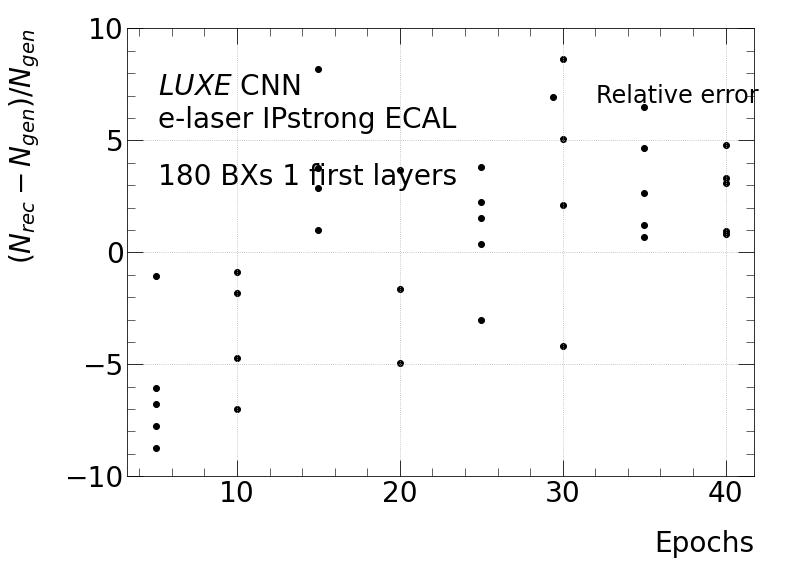 (N_rec − N_gen)/N_gen
10
5
0
−5
−10
LUXE CNN
e-laser IPstrong ECAL
180 BXs 1 first layers
Relative error
10 20 30 40
Epochs